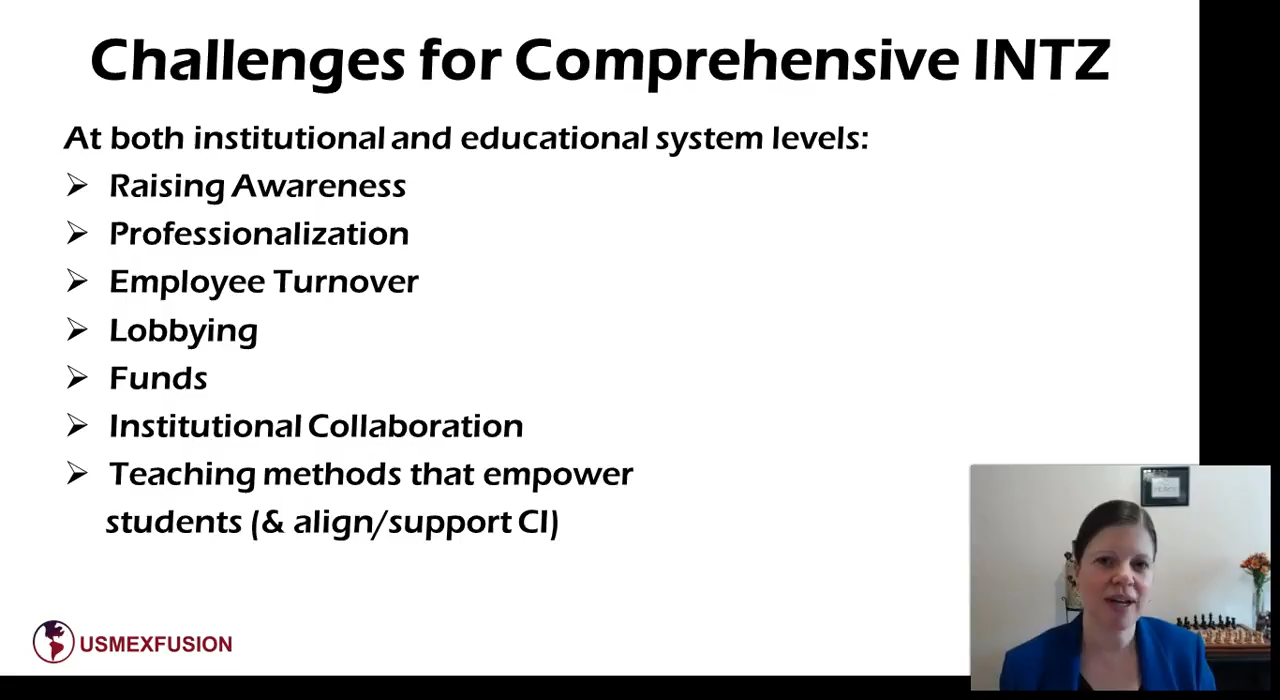 Challenges for Comprehensive INTZ
At both institutional and educational system levels:
➢ Raising Awareness
➢ Professionalization
➢ Employee Turnover
➢ Lobbying
➢ Funds
➢ Institutional Collaboration
➢ Teaching methods that empower
students (& align/support CI)
USMEXFUSION